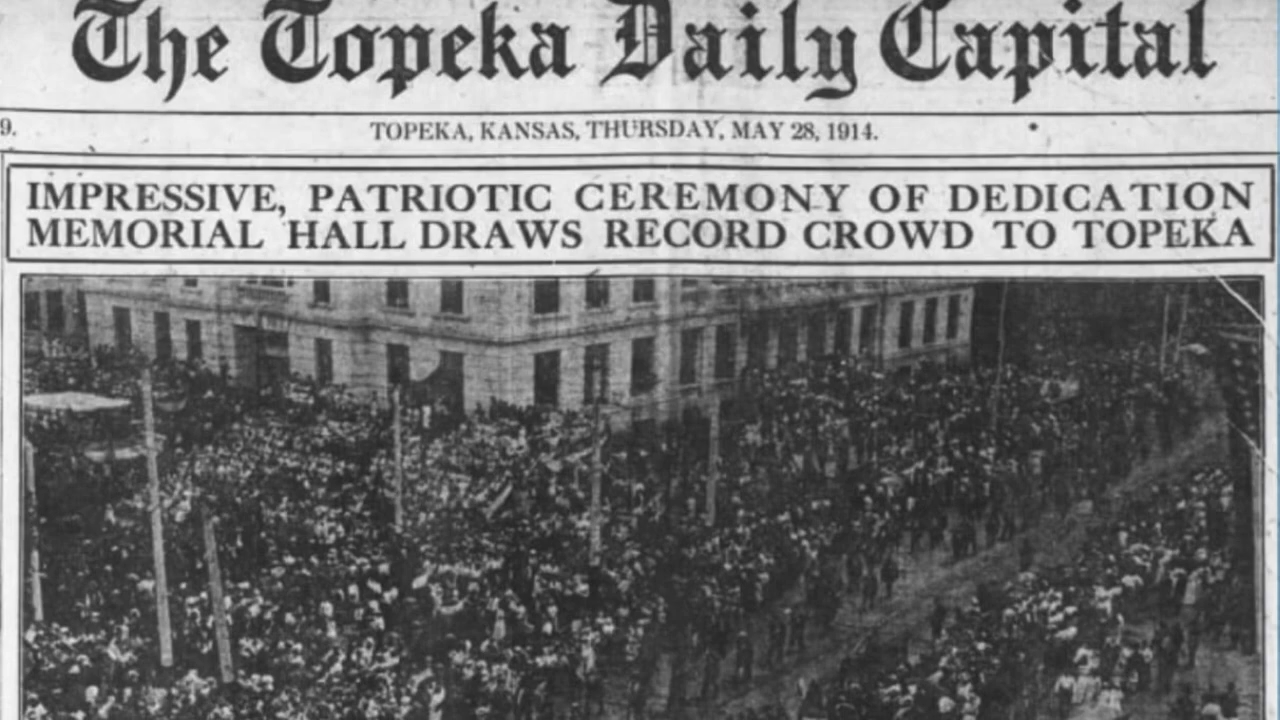 The Topeka Daily Capital
9.
TOPEKA, KANSAS, THURSDAY, MAY 28, 1914.
IMPRESSIVE, PATRIOTIC CEREMONY OF DEDICATION
MEMORIAL HALL DRAWS RECORD CROWD TO TOPEKA